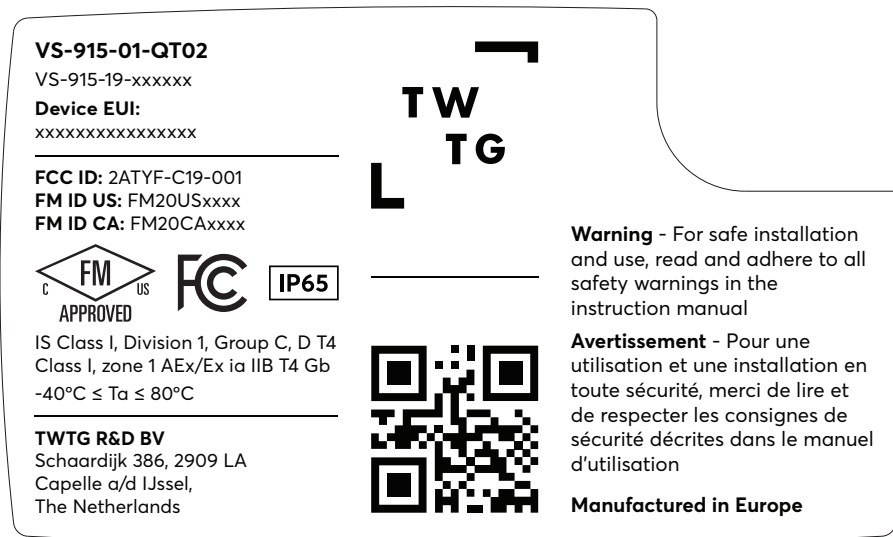 VS-915-01-QT02
VS-915-19-xxxxxx
Device EUI:
xxxxxxxxxxxxxxxx
FCC ID: 2ATYF-C19-001
FM ID US: FM20USxxxx
FM ID CA: FM20CAxxxx
C FM US
APPROVED
FC
IP65
IS Class I, Division 1, Group C, D T4
Class I, zone 1 AEx/Ex ia IIB T4 Gb
-40°C ≤ Ta ≤ 80°C
TWTG R&D BV
Schaardijk 386, 2909 LA
Capelle a/d IJssel,
The Netherlands
TW
TG
Warning - For safe installation
and use, read and adhere to all
safety warnings in the
instruction manual
Avertissement - Pour une
utilisation et une installation en
toute sécurité, merci de lire et
de respecter les consignes de
sécurité décrites dans le manuel
d'utilisation
Manufactured in Europe